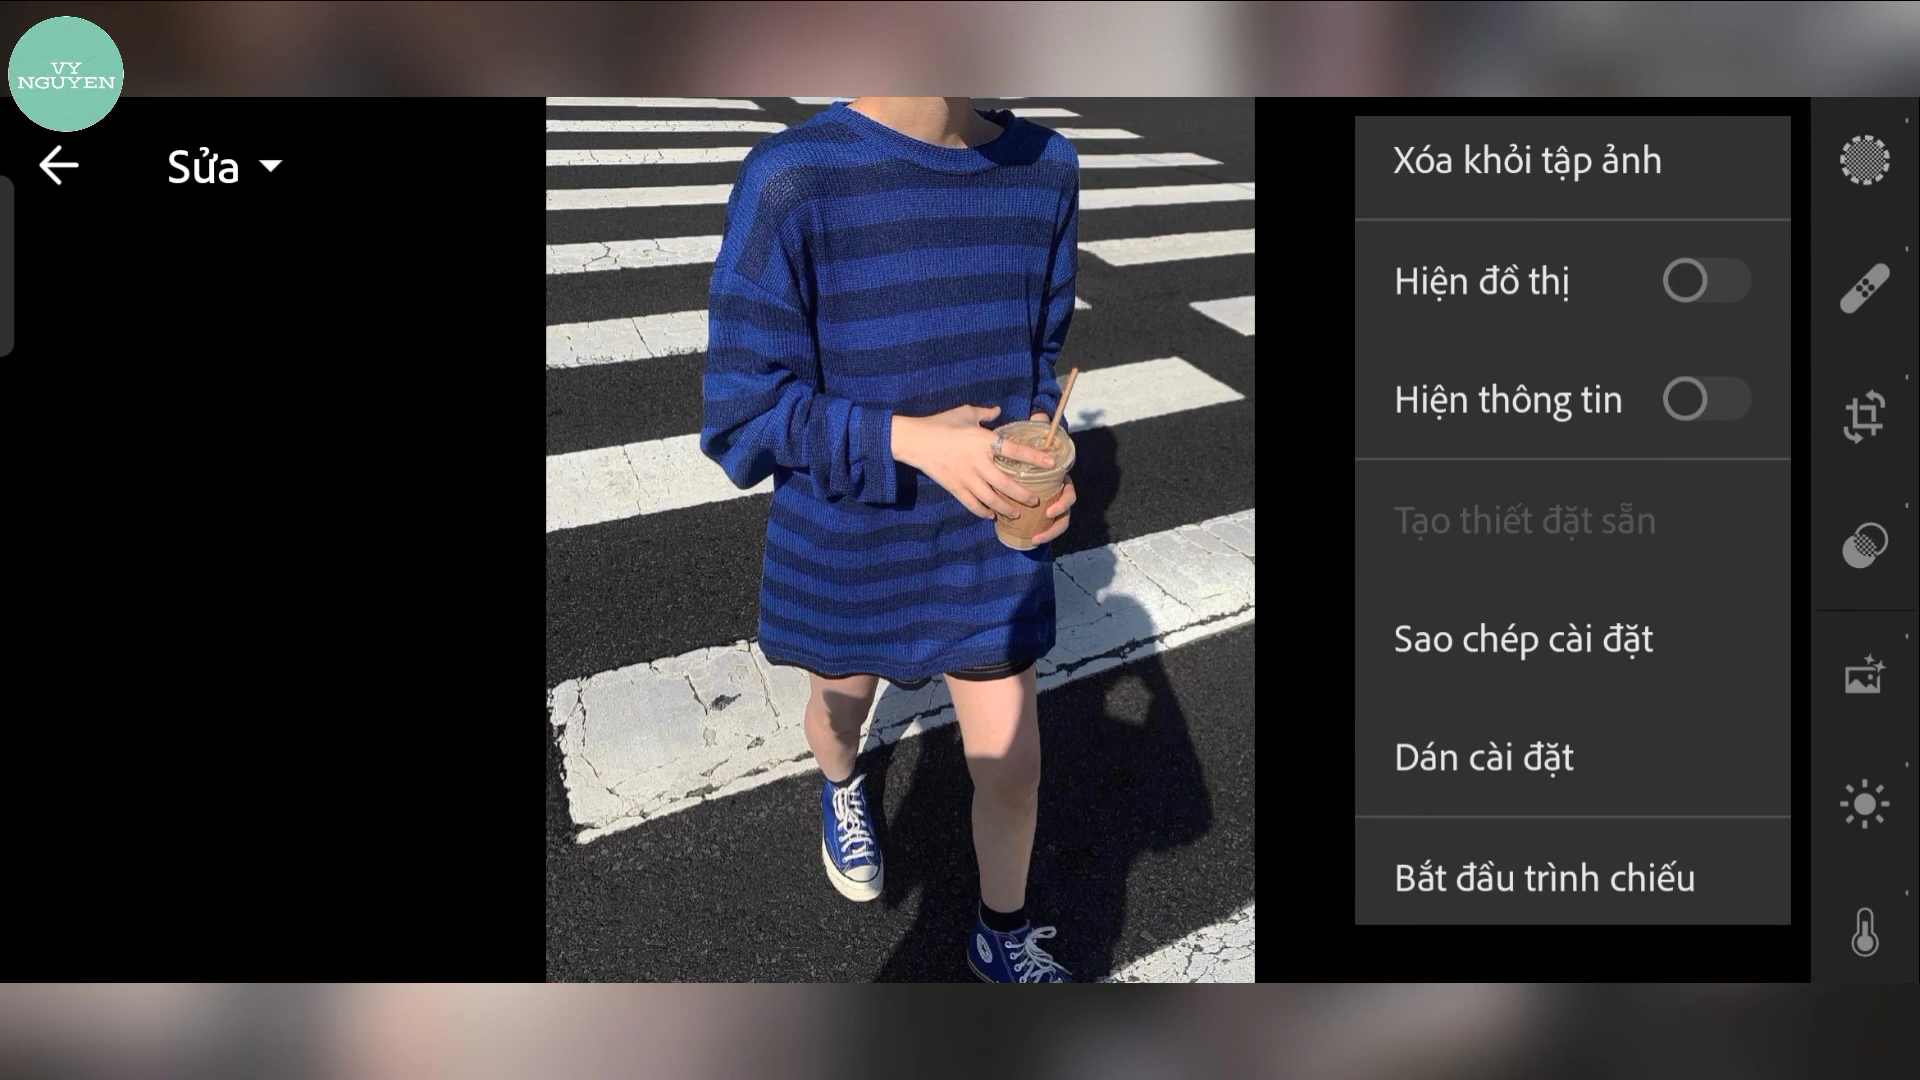 VY
NGUYEN
Sửa
Xóa khỏi tập ảnh
Hiện đồ thị
Hiện thông tin
Tạo thiết đặt sẵn
Sao chép cài đặt
Dán cài đặt
Bắt đầu trình chiếu